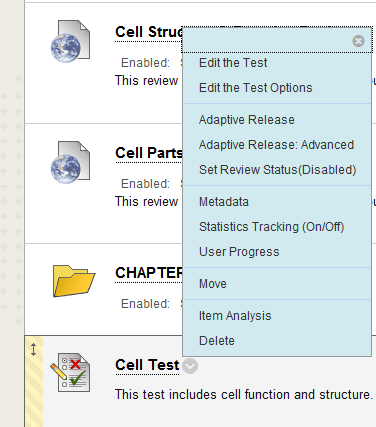 Cell Struc
Enabled:
This review
Cell Parts
Enabled:
This review
CHAPTER
Enabled:
Edit the Test
Edit the Test Options
Adaptive Release
Adaptive Release: Advanced
Set Review Status(Disabled)
Metadata
Statistics Tracking (On/Off)
User Progress
Move
Item Analysis
Delete
Cell Test
This test includes cell function and structure.